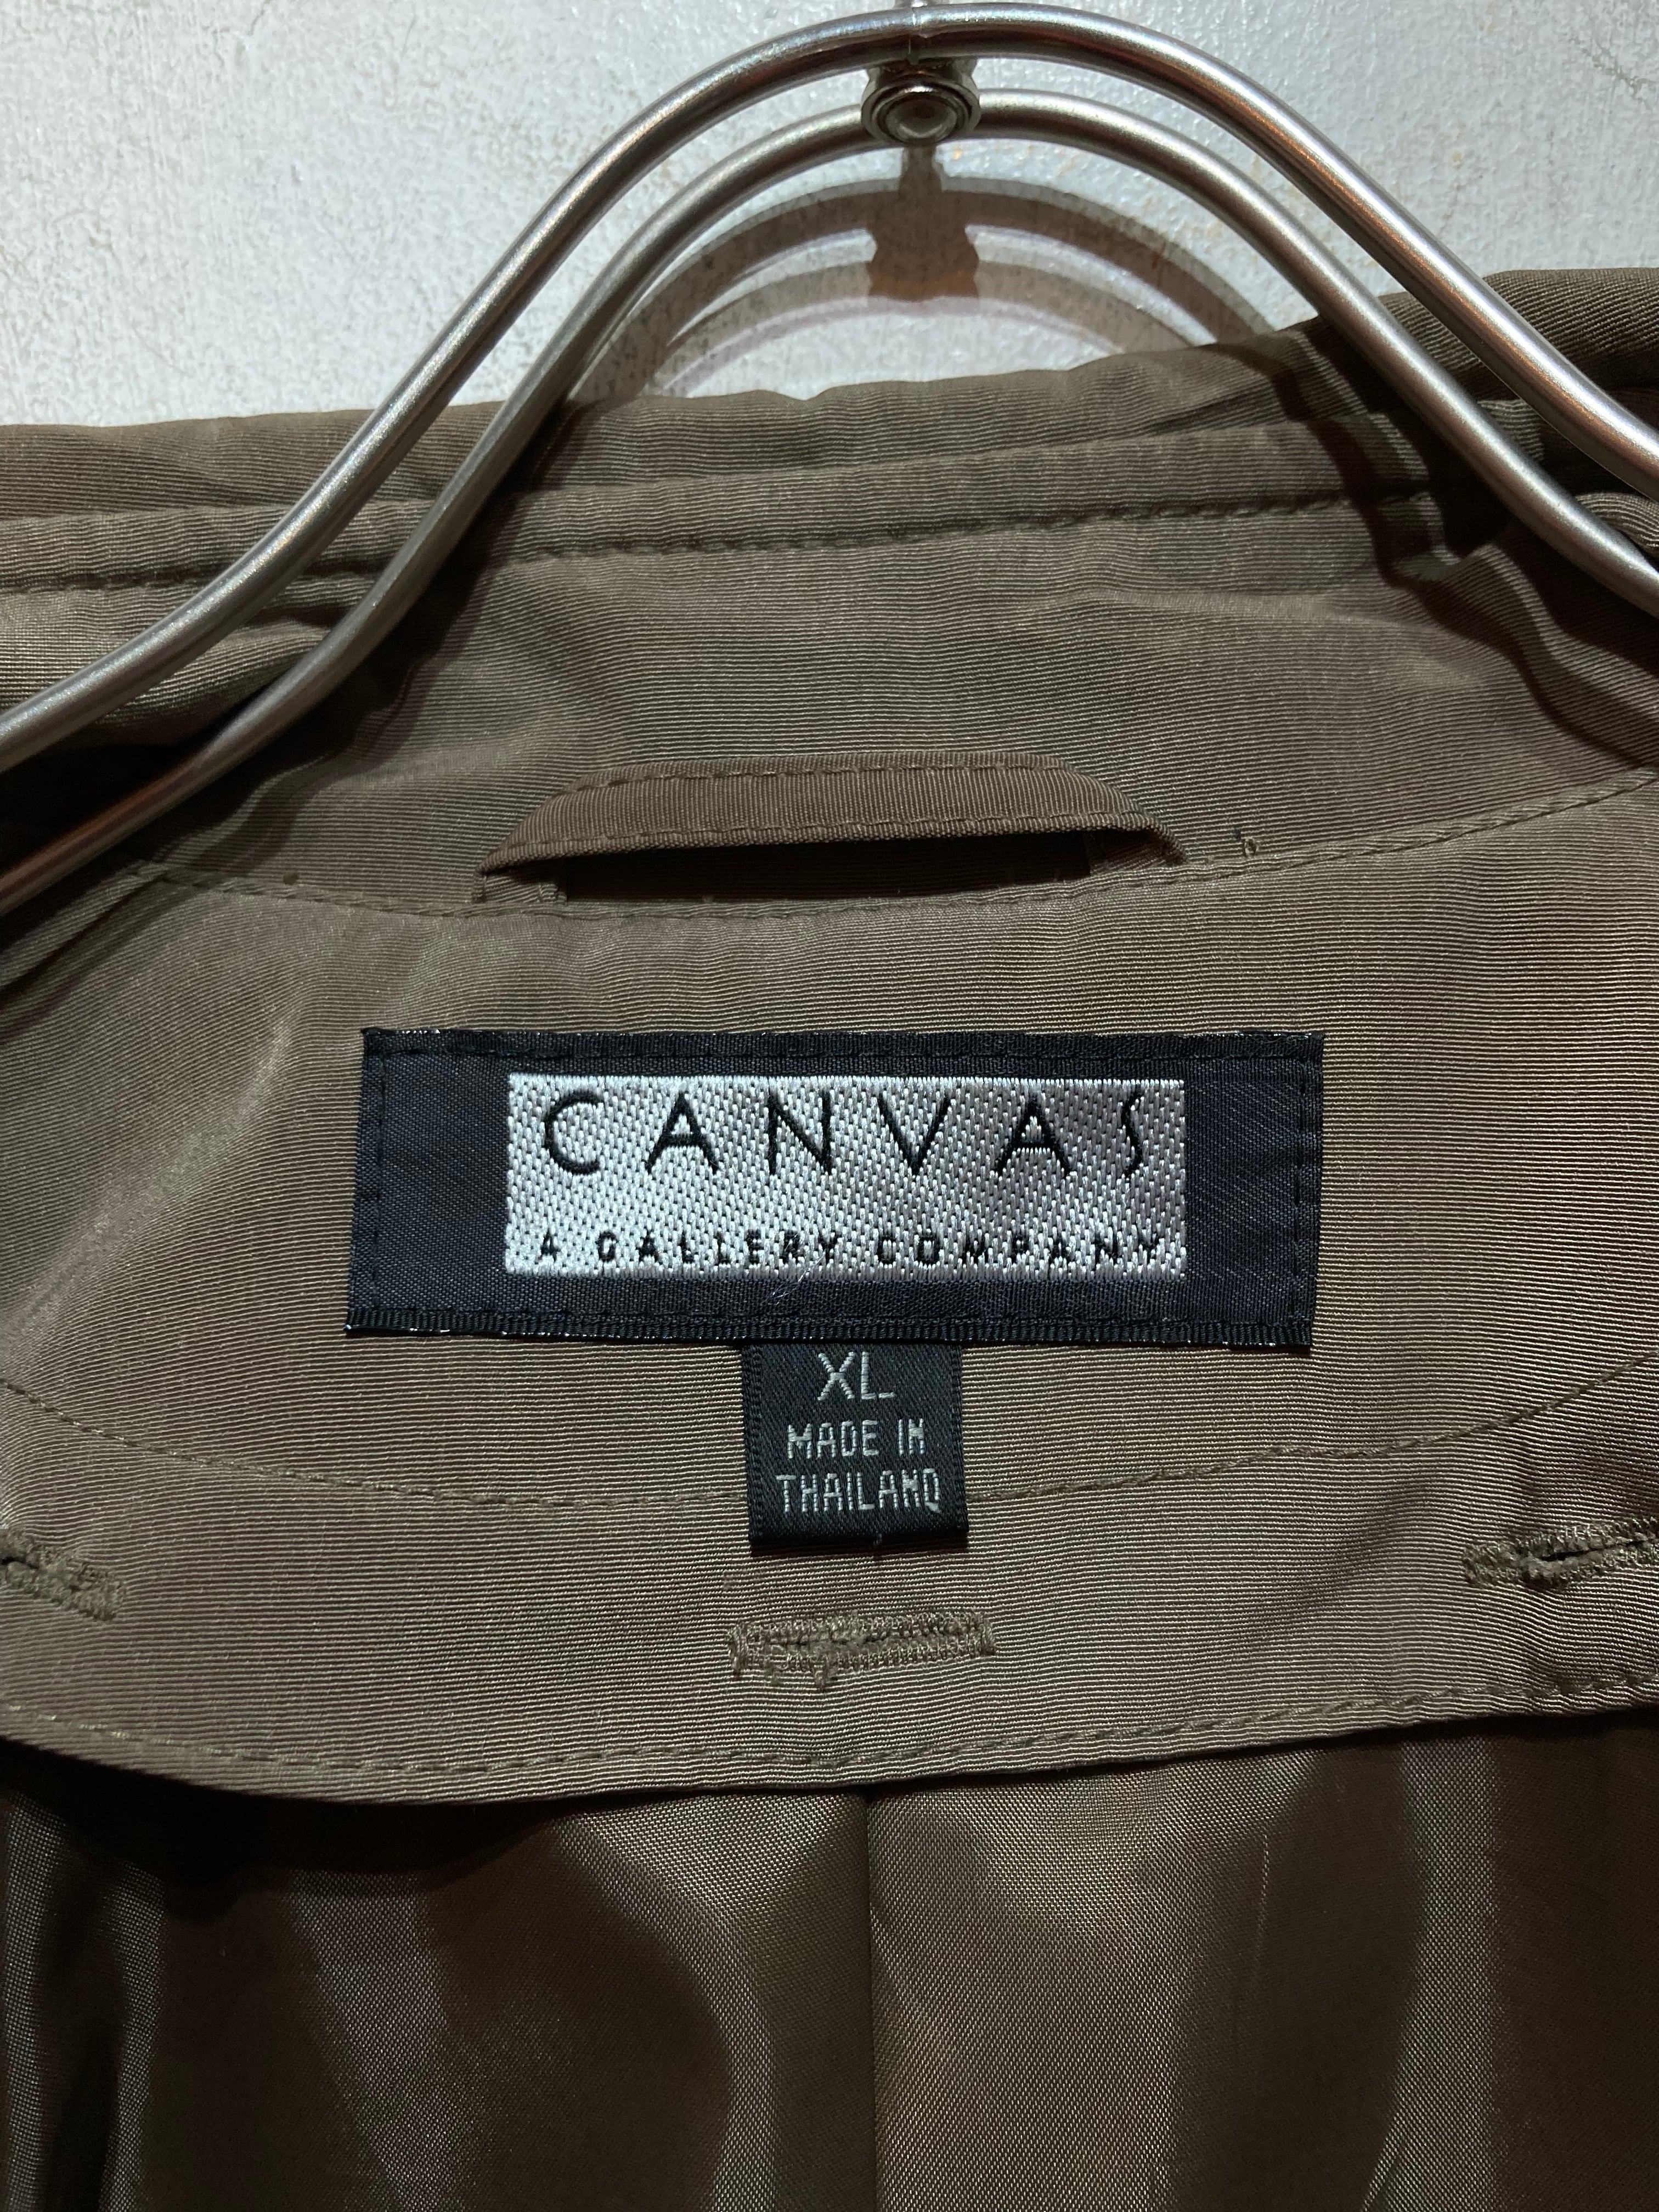 CANVAS
A GALLERY COMPANY
XL
MADE IN
THAILAND